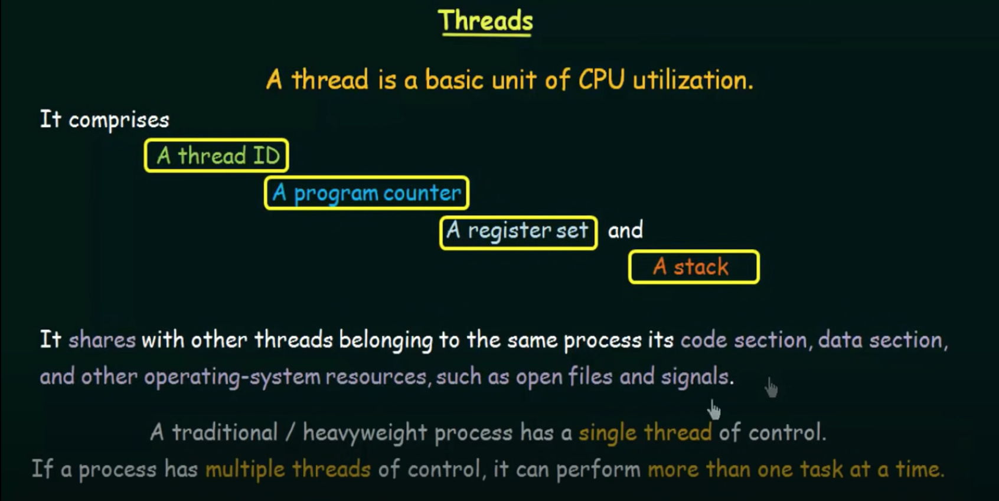 Threads
A thread is a basic unit of CPU utilization.
It comprises
A thread ID
A program counter
A register set and
A stack
It shares with other threads belonging to the same process its code section, data section,
and other operating-system resources, such as open files and signals.
A traditional / heavyweight process has a single thread of control.
If a process has multiple threads of control, it can perform more than one task at a time.